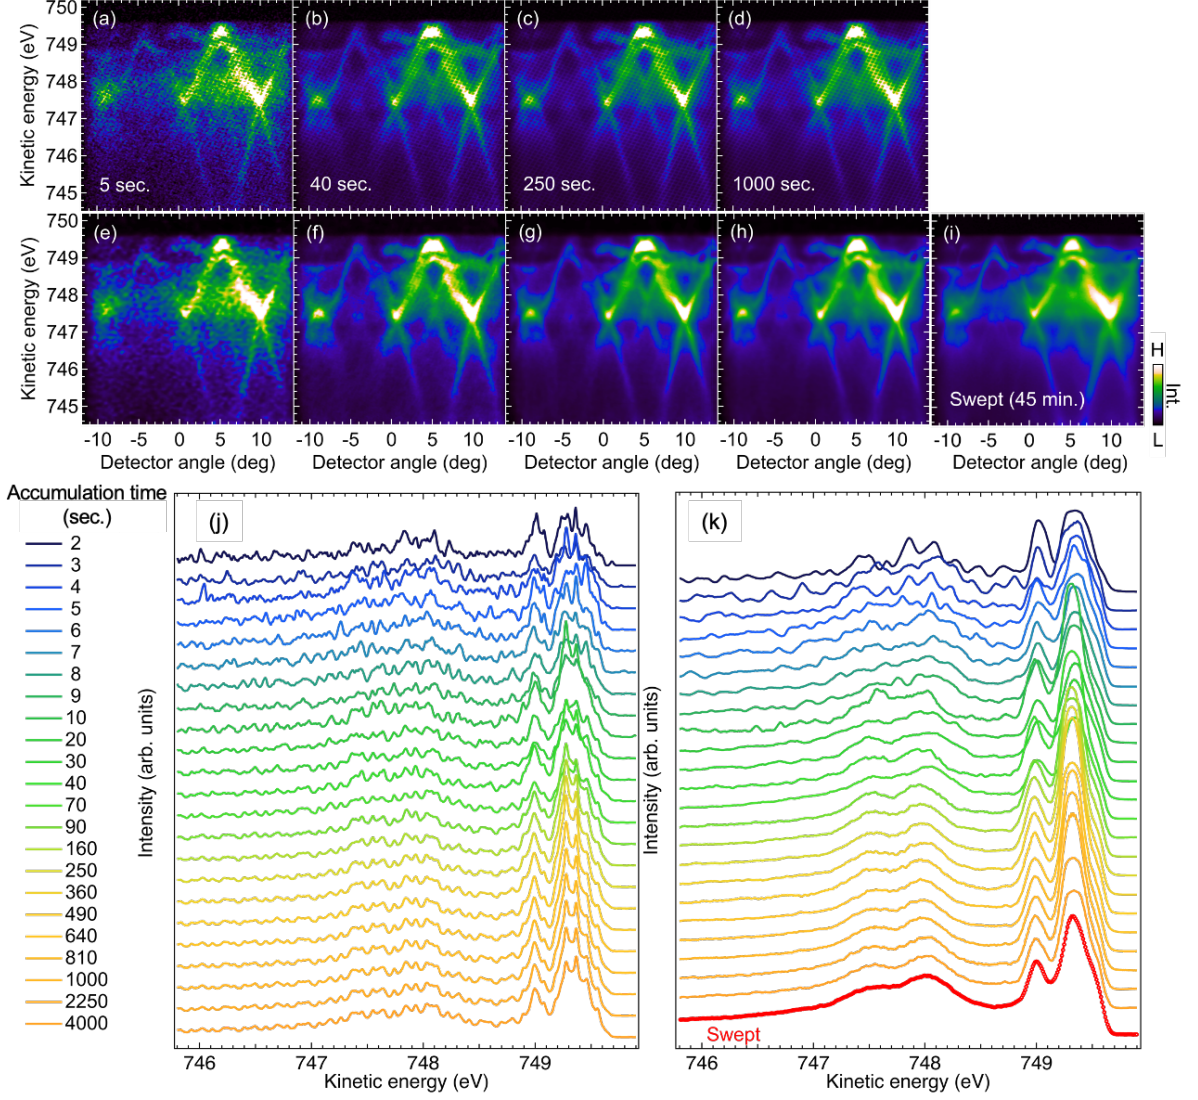 (a) (b) (c) (d)
Kinetic energy (eV)
750
749
748
747
746
745
5 sec. 40 sec. 250 sec. 1000 sec.
(e) (f) (g) (h) (i)
Kinetic energy (eV)
750
749
748
747
746
745
Swept (45 min.)
H
Int.
L
-10 -5 0 5 10 -10 -5 0 5 10 -10 -5 0 5 10 -10 -5 0 5 10 -10 -5 0 5 10
Detector angle (deg) Detector angle (deg) Detector angle (deg) Detector angle (deg) Detector angle (deg)
Accumulation time
(sec.)
2
3
4
5
6
7
8
9
10
20
30
40
70
90
160
250
360
490
640
810
1000
2250
4000
(j)
Intensity (arb. units)
746 747 748 749
Kinetic energy (eV)
(k)
Intensity (arb. units)
Swept
746 747 748 749
Kinetic energy (eV)